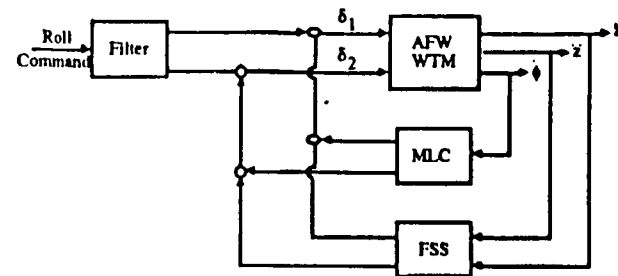 Roll
Command
Filter
δ1
δ2
AFW
WTM
z̈
ϕ̇
MLC
FSS